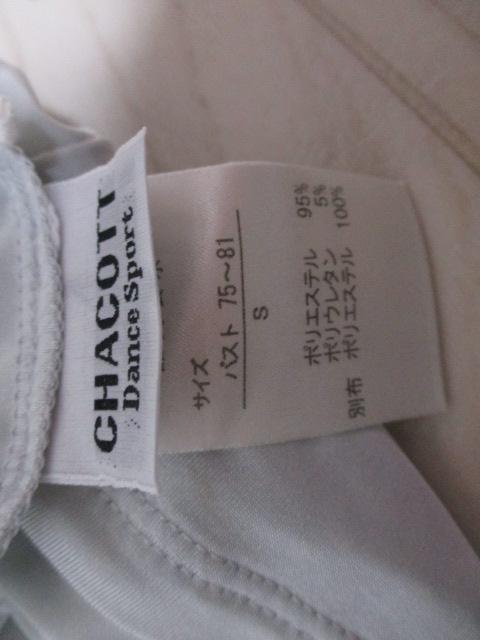 CHACOTT
Dance Sport
サイズ
バスト 75～81
S
ポリエステル 95%
ポリウレタン 5%
別布 ポリエステル 100%